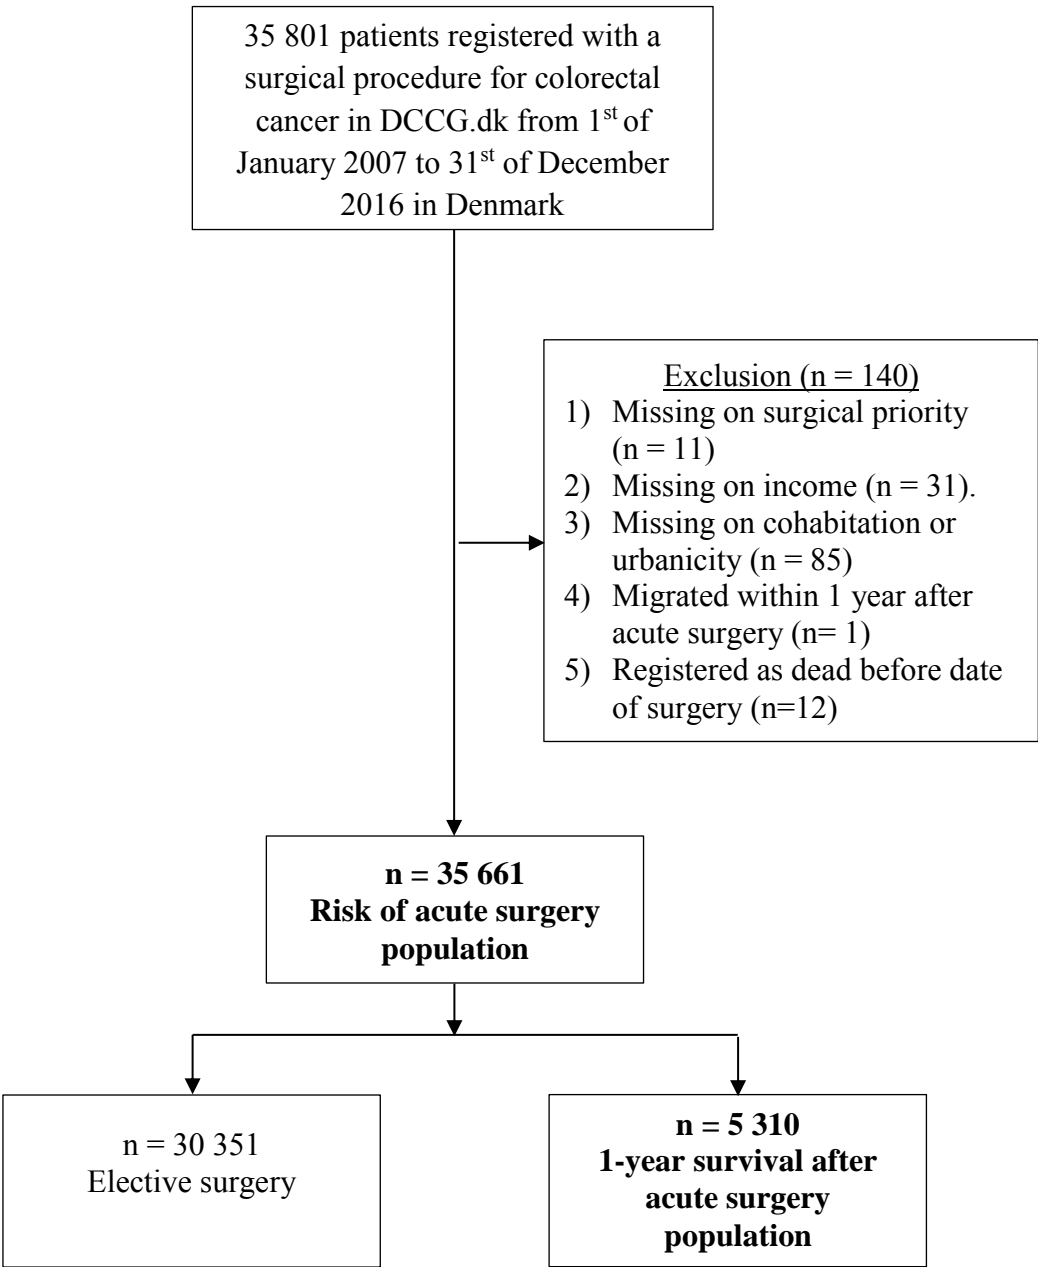 35 801 patients registered with a
surgical procedure for colorectal
cancer in DCCG.dk from 1st of
January 2007 to 31st of December
2016 in Denmark
Exclusion (n = 140)
1) Missing on surgical priority
(n = 11)
2) Missing on income (n = 31).
3) Missing on cohabitation or
urbanicity (n = 85)
4) Migrated within 1 year after
acute surgery (n= 1)
5) Registered as dead before date
of surgery (n=12)
n = 35 661
Risk of acute surgery
population
n = 30 351
Elective surgery
n = 5 310
1-year survival after
acute surgery
population